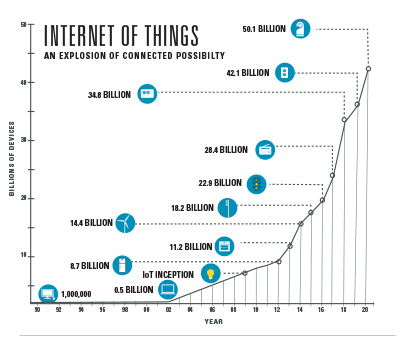 INTERNET OF THINGS
AN EXPLOSION OF CONNECTED POSSIBILTY
50.1 BILLION
42.1 BILLION
34.8 BILLION
28.4 BILLION
22.9 BILLION
18.2 BILLION
14.4 BILLION
11.2 BILLION
8.7 BILLION
IoT INCEPTION
0.5 BILLION
1,000,000
BILLIONS OF DEVICES
50
40
30
20
10
90 92 94 96 98 00 02 04 06 08 10 12 14 16 18 20
YEAR